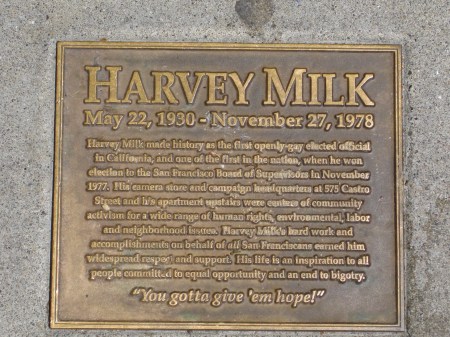 HARVEY MILK
May 22, 1930 - November 27, 1978
Harvey Milk made history as the first openly-gay elected official
in California, and one of the first in the nation, when he won
election to the San Francisco Board of Supervisors in November
1977. His camera store and campaign headquarters at 575 Castro
Street and his apartment upstairs were centers of community
activism for a wide range of human rights, environmental, labor
and neighborhood issues. Harvey Milk's hard work and
accomplishments on behalf of all San Franciscans earned him
widespread respect and support. His life is an inspiration to all
people committed to equal opportunity and an end to bigotry.
"You gotta give 'em hope!"